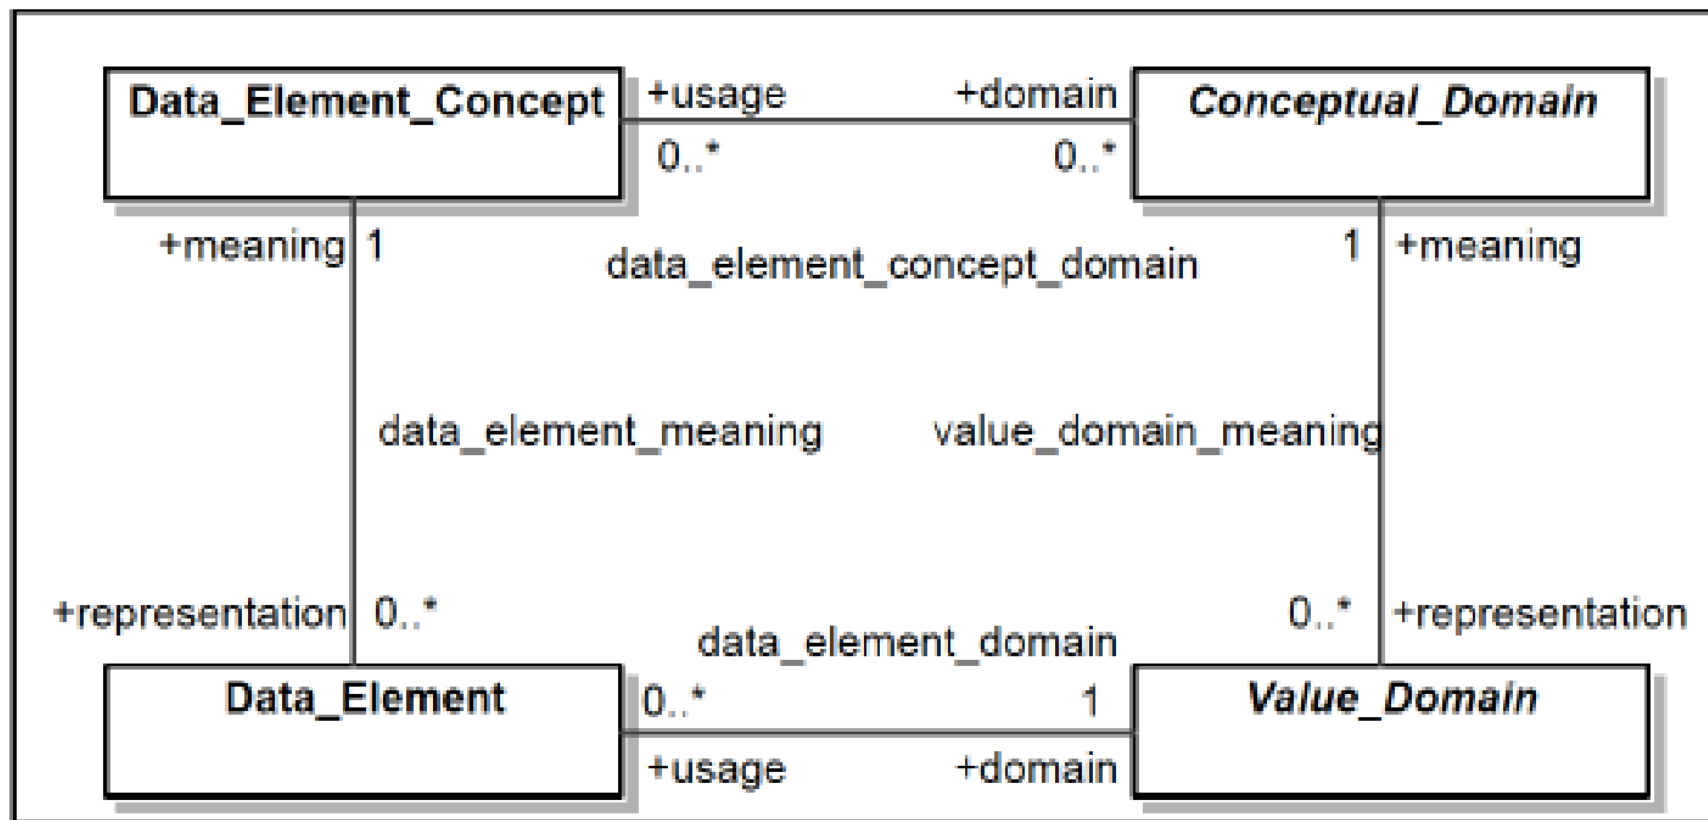 Data_Element_Concept
+usage
+domain
Conceptual_Domain
0..*
0..*
+meaning
1
data_element_concept_domain
1
+meaning
data_element_meaning
value_domain_meaning
+representation
0..*
0..*
+representation
data_element_domain
Data_Element
0..*
1
Value_Domain
+usage
+domain